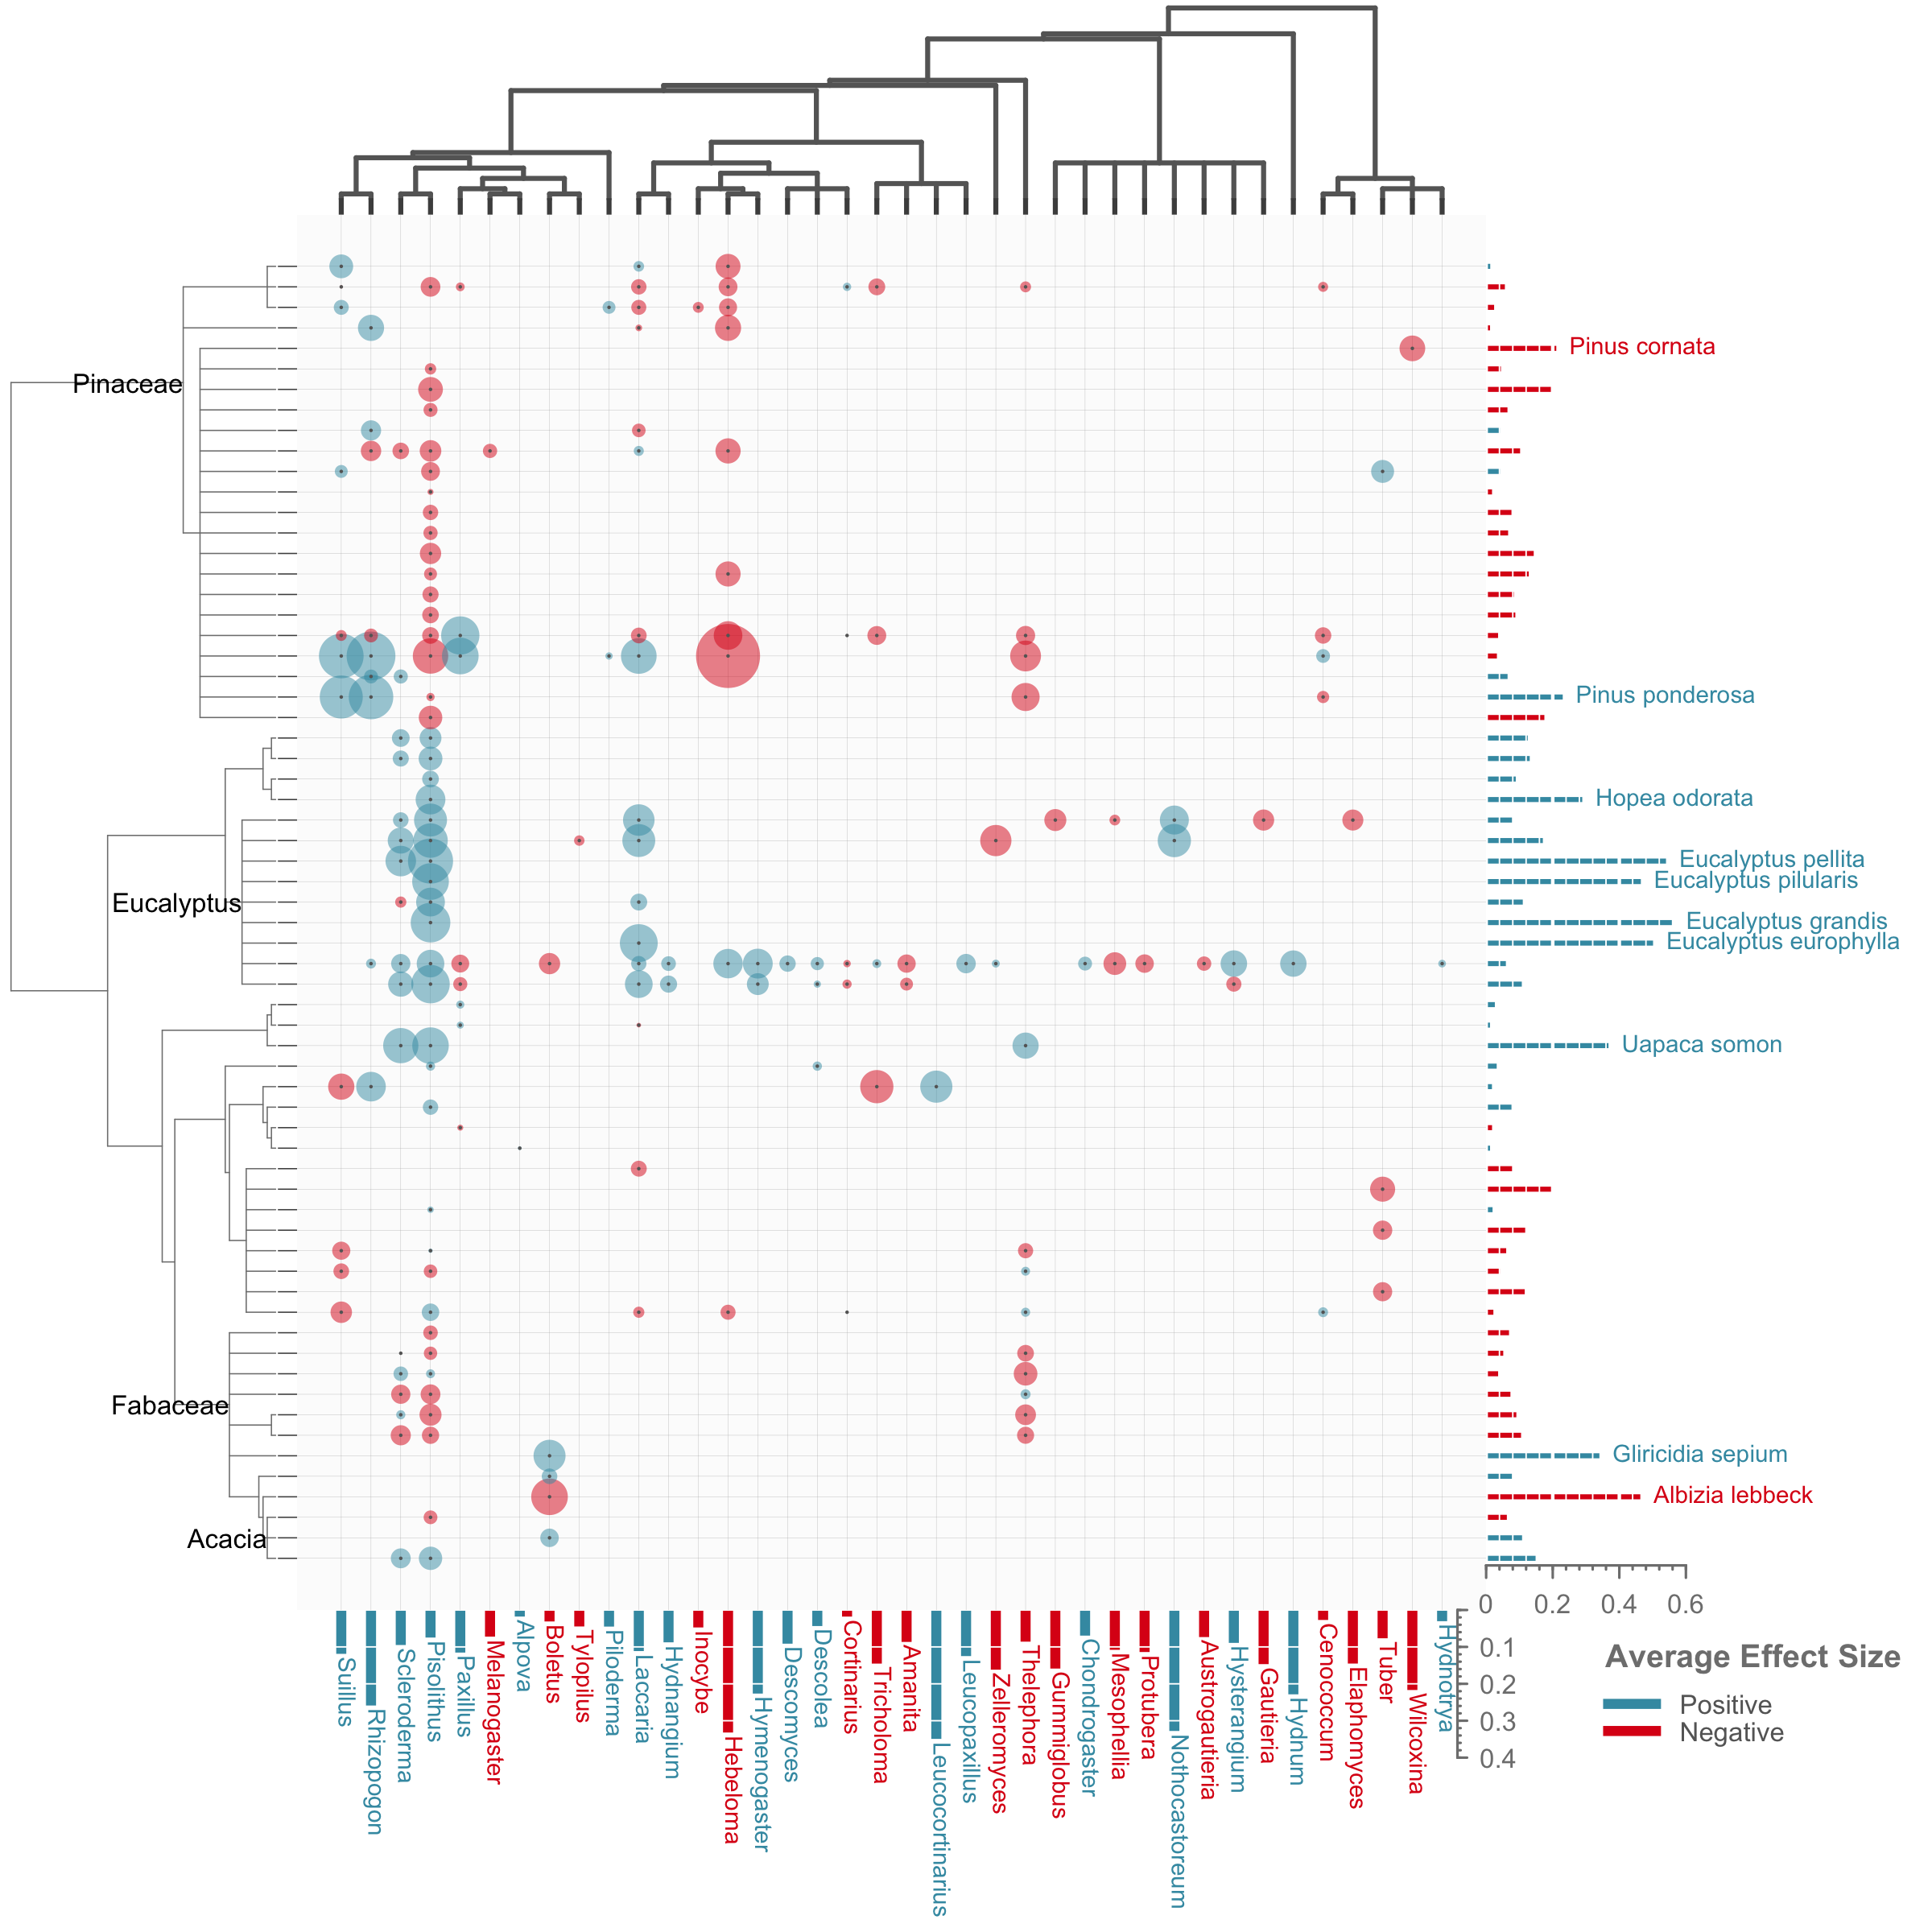 Pinaceae
Pinus cornata
Pinus ponderosa
Hopea odorata
Eucalyptus pellita
Eucalyptus pilularis
Eucalyptus
Eucalyptus grandis
Eucalyptus europhylla
Uapaca somon
Fabaceae
Gliricidia sepium
Albizia lebbeck
Acacia
0 0.2 0.4 0.6
Suillus
Rhizopogon
Scleroderma
Pisolithus
Paxillus
Melanogaster
Alpova
Boletus
Tylopilus
Piloderma
Laccaria
Hydnangium
Inocybe
Hebeloma
Hymenogaster
Descomyces
Descolea
Cortinarius
Tricholoma
Amanita
Leucocortinarius
Leucopaxillus
Zelleromyces
Thelephora
Gummiglobus
Chondrogaster
Mesophellia
Protubera
Nothocastoreum
Austrogautieria
Hysterangium
Gautieria
Hydnum
Cenococcum
Elaphomyces
Tuber
Wilcoxina
Hydnotrya
0.1
0.2
0.3
0.4
Average Effect Size
Positive
Negative